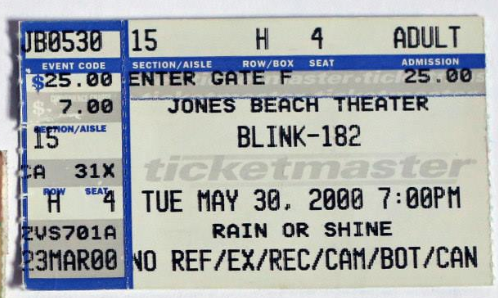 JB0530 15 H 4 ADULT
EVENT CODE SECTION/AISLE ROW/BOX SEAT ADMISSION
$25.00 ENTER GATE F 25.00
7.00 JONES BEACH THEATER
SECTION/AISLE
15 BLINK-182
CA 31X ticketmaster
ROW SEAT
H 4 TUE MAY 30, 2000 7:00PM
ZVS701A RAIN OR SHINE
23MAR00 NO REF/EX/REC/CAM/BOT/CAN